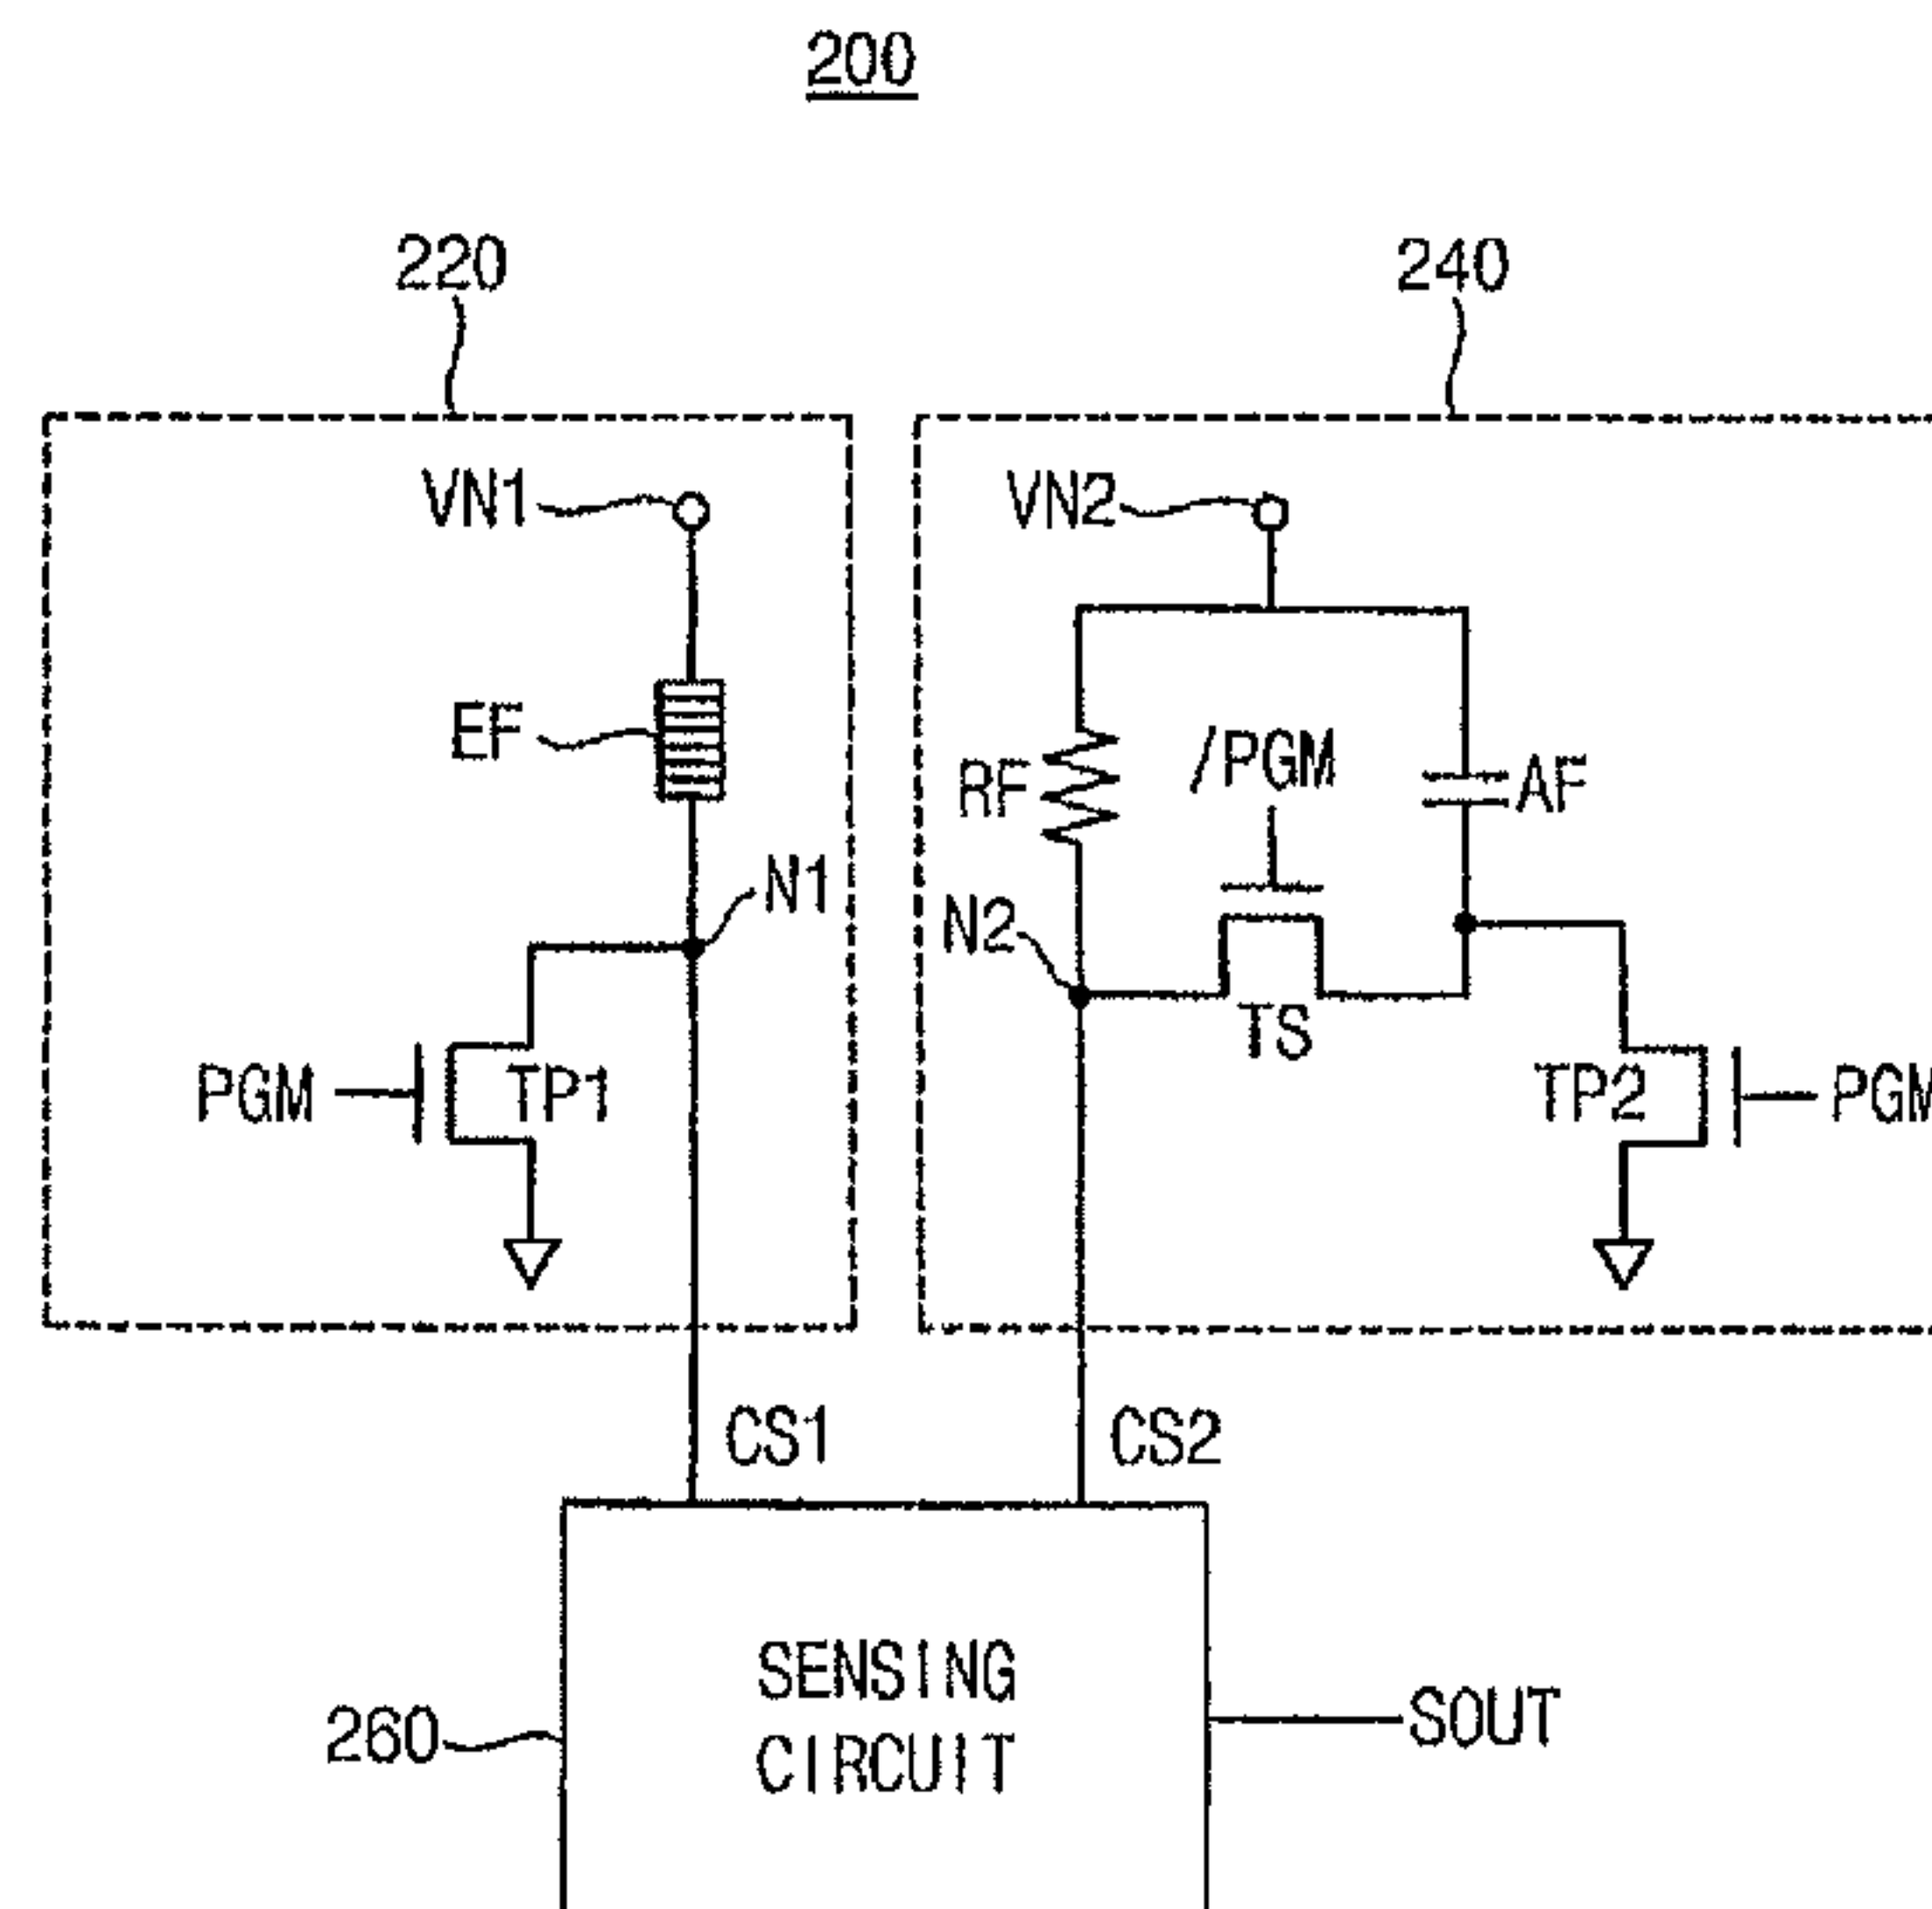 200
220
240
VN1
VN2
EF
RF
/PGM
AF
N1
N2
TS
PGM
TP1
TP2
PGM
CS1
CS2
SENSING
CIRCUIT
260
SOUT